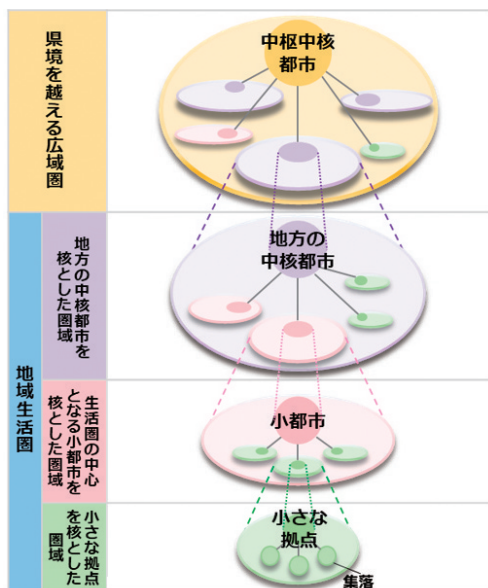 県境を越える広域圏
中枢中核
都市
地域生活圏
地方の中核都市を
核とした圏域
地方の
中核都市
生活圏の中心
となる小都市を
核とした圏域
小都市
小さな拠点
を核とした
圏域
小さな
拠点
集落